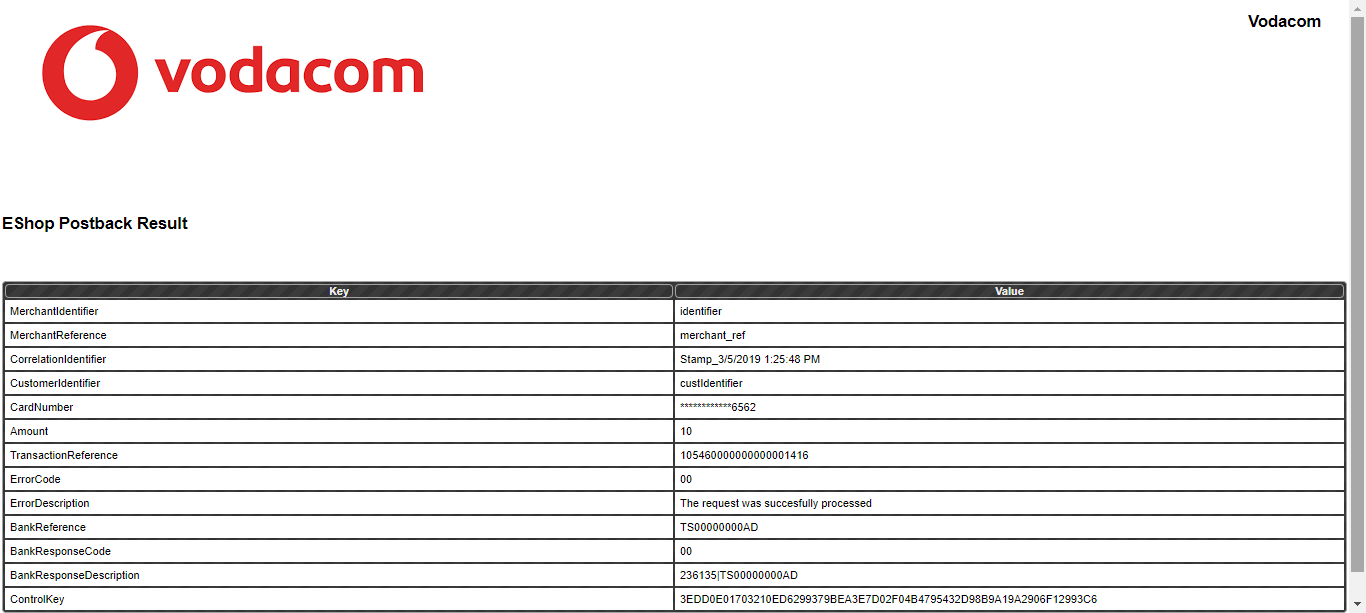 Vodacom
vodacom
EShop Postback Result
Key Value
MerchantIdentifier identifier
MerchantReference merchant_ref
CorrelationIdentifier Stamp_3/5/2019 1:25:48 PM
CustomerIdentifier custIdentifier
CardNumber ************6562
Amount 10
TransactionReference 105460000000000001416
ErrorCode 00
ErrorDescription The request was succesfully processed
BankReference TS00000000AD
BankResponseCode 00
BankResponseDescription 236135|TS00000000AD
ControlKey 3EDD0E01703210ED6299379BEA3E7D02F04B4795432D98B9A19A2906F12993C6